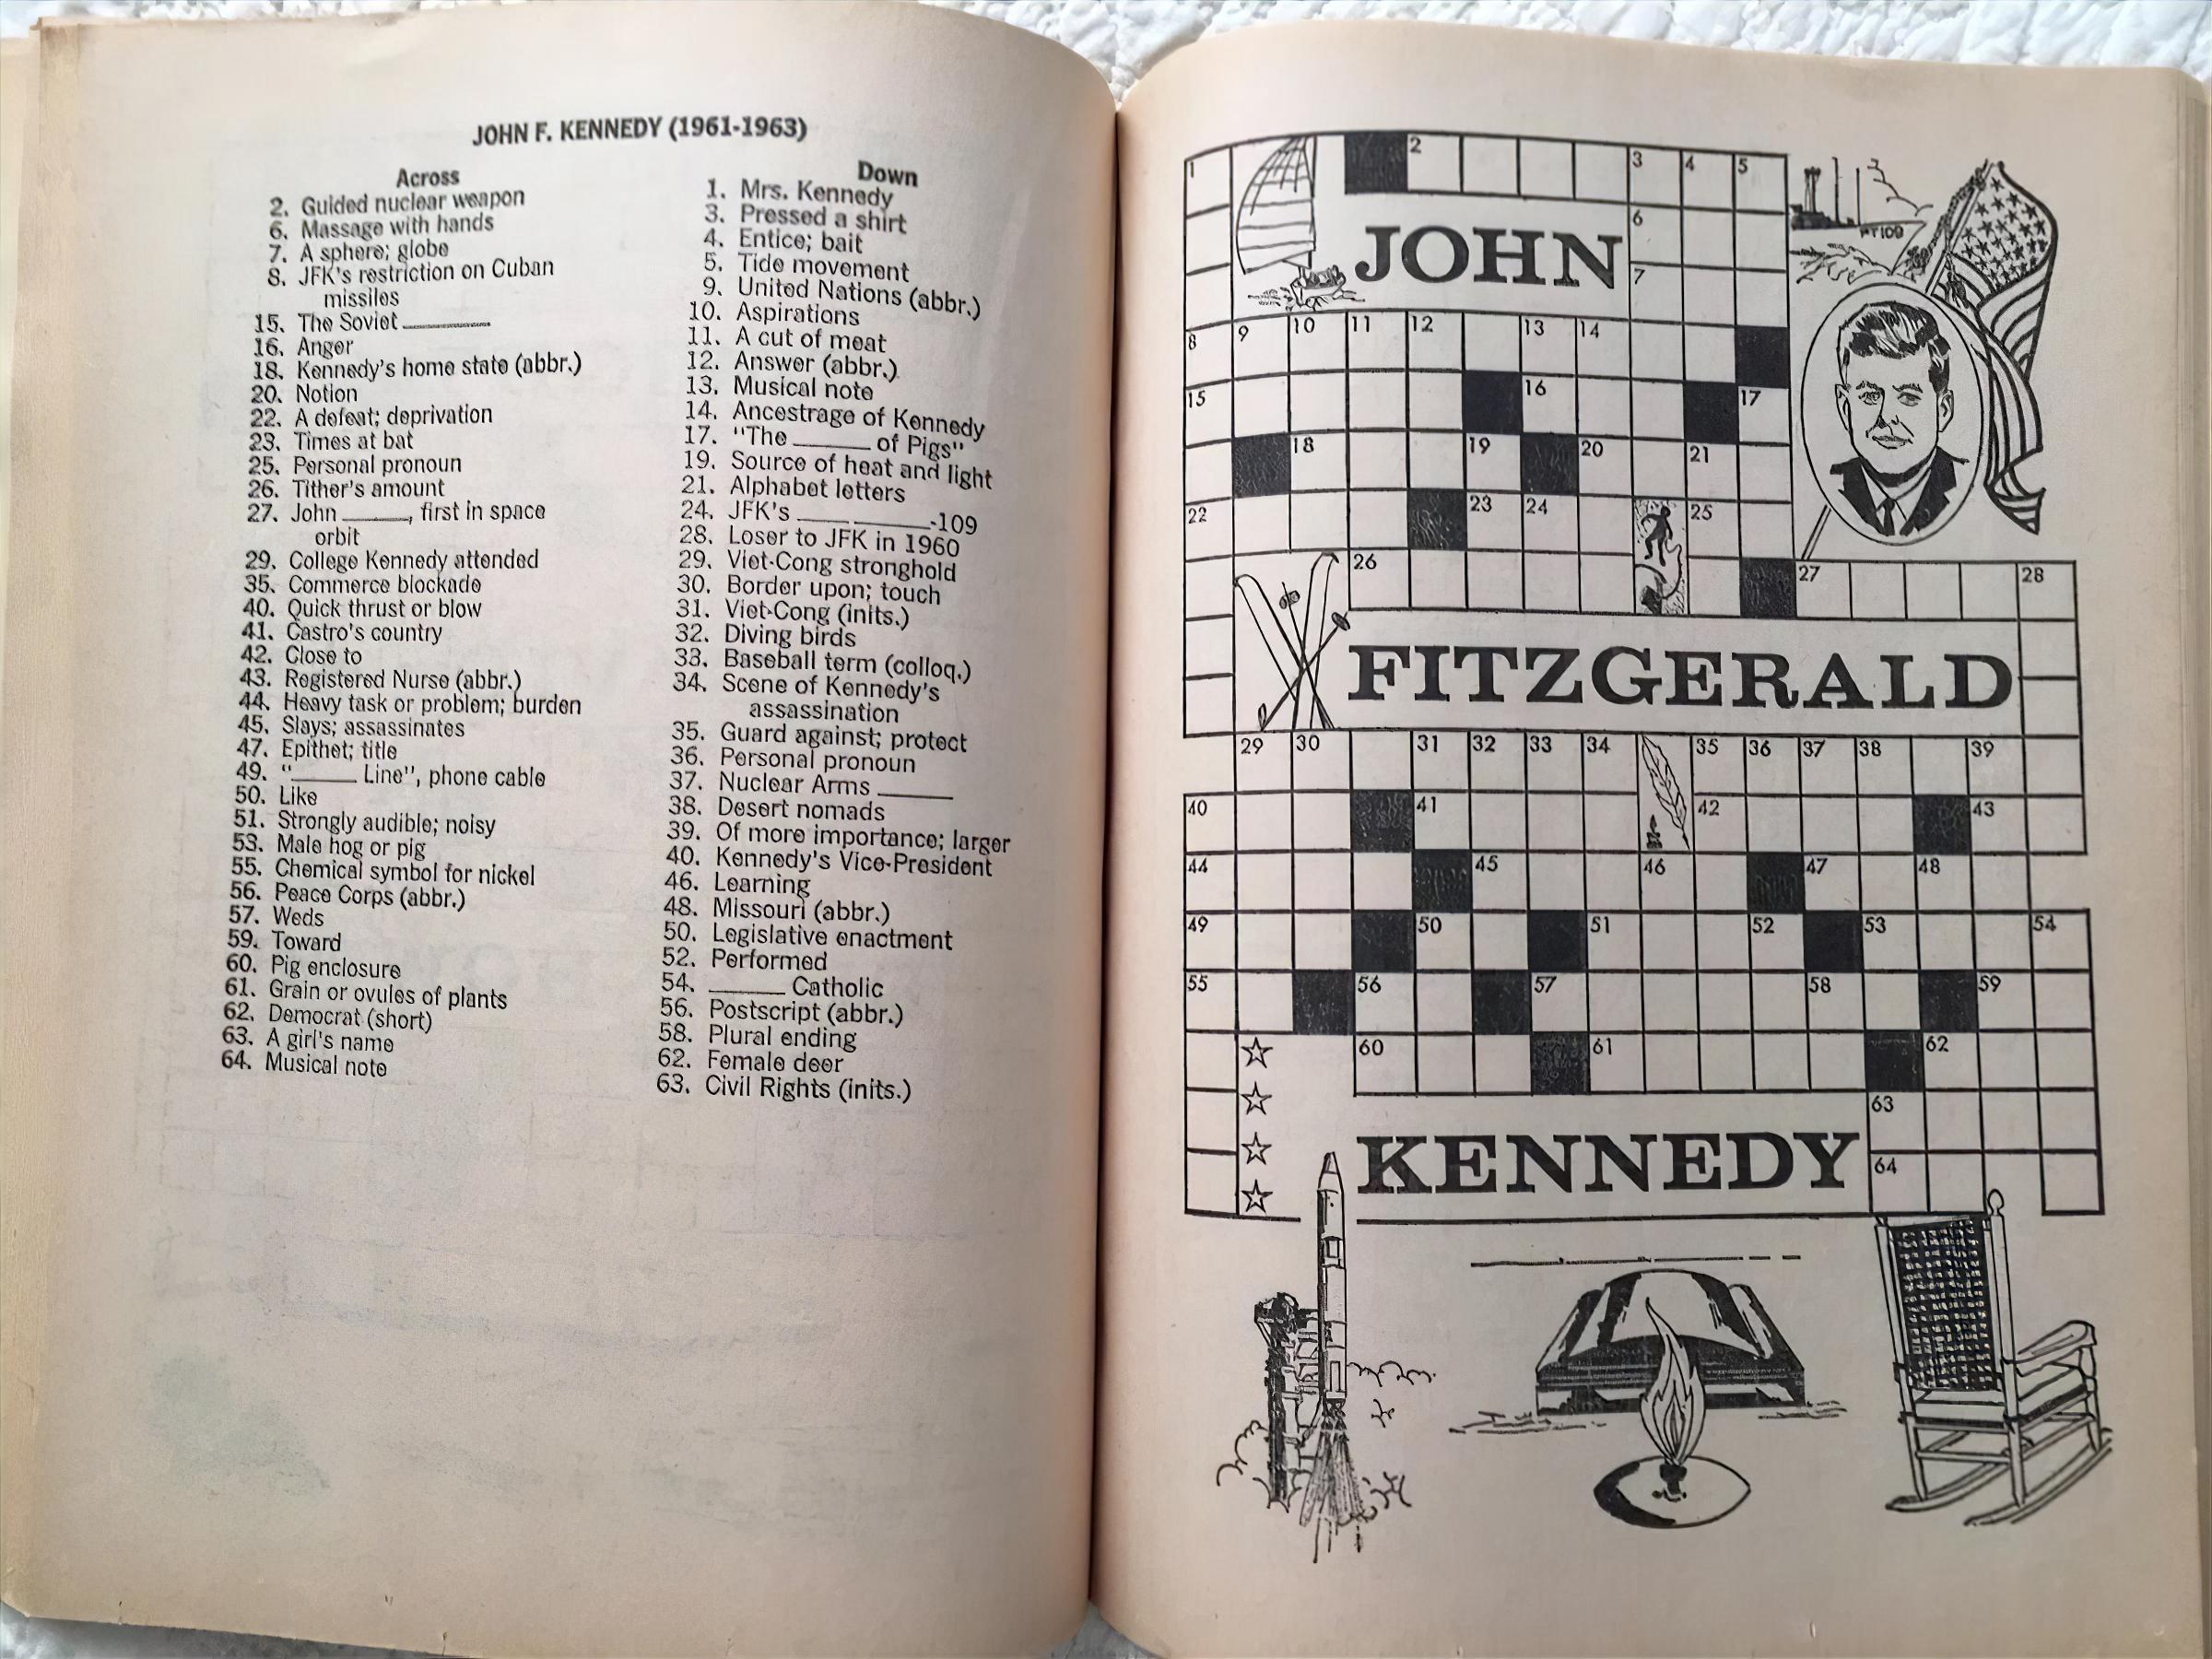 JOHN F. KENNEDY (1961-1963)
Across
2. Guided nuclear weapon
6. Massage with hands
7. A sphere; globe
8. JFK's restriction on Cuban
missiles
15. The Soviet ______
16. Anger
18. Kennedy's home state (abbr.)
20. Notion
22. A defeat; deprivation
23. Times at bat
25. Personal pronoun
26. Tither's amount
27. John ______, first in space
orbit
29. College Kennedy attended
35. Commerce blockade
40. Quick thrust or blow
41. Castro's country
42. Close to
43. Registered Nurse (abbr.)
44. Heavy task or problem; burden
45. Slays; assassinates
47. Epithet; title
49. "______ Line", phone cable
50. Like
51. Strongly audible; noisy
53. Male hog or pig
55. Chemical symbol for nickel
56. Peace Corps (abbr.)
57. Weds
59. Toward
60. Pig enclosure
61. Grain or ovules of plants
62. Democrat (short)
63. A girl's name
64. Musical note
Down
1. Mrs. Kennedy
3. Pressed a shirt
4. Entice; bait
5. Tide movement
9. United Nations (abbr.)
10. Aspirations
11. A cut of meat
12. Answer (abbr.)
13. Musical note
14. Ancestrage of Kennedy
17. "The ______ of Pigs"
19. Source of heat and light
21. Alphabet letters
24. JFK's ____ ______-109
28. Loser to JFK in 1960
29. Viet-Cong stronghold
30. Border upon; touch
31. Viet-Cong (inits.)
32. Diving birds
33. Baseball term (colloq.)
34. Scene of Kennedy's
assassination
35. Guard against; protect
36. Personal pronoun
37. Nuclear Arms ______
38. Desert nomads
39. Of more importance; larger
40. Kennedy's Vice-President
46. Learning
48. Missouri (abbr.)
50. Legislative enactment
52. Performed
54. ______ Catholic
56. Postscript (abbr.)
58. Plural ending
62. Female deer
63. Civil Rights (inits.)
1 2 3 4 5
6
PT109
JOHN
7
8 9 10 11 12 13 14
15 16 17
18 19 20 21
22 23 24 25
26 27 28
FITZGERALD
29 30 31 32 33 34 35 36 37 38 39
40 41 42 43
44 45 46 47 48
49 50 51 52 53 54
55 56 57 58 59
60 61 62
63
KENNEDY
64